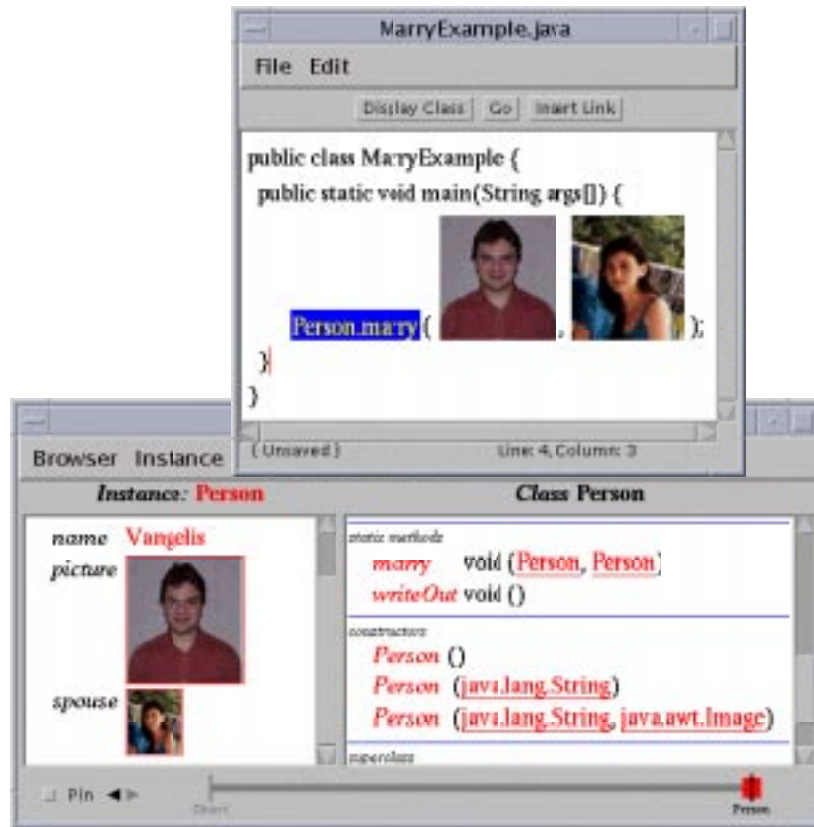 MarryExample.java
File Edit
Display Class Go Insert Link
public class MarryExample {
public static void main(String args[]) {
Person.marry ( , );
}
}
{ Unsaved } Line: 4, Column: 3
Browser Instance
Instance: Person
name Vangelis
picture
spouse
Class Person
static methods
marry void (Person, Person)
writeOut void ()
constructors
Person ()
Person (java.lang.String)
Person (java.lang.String, java.awt.Image)
superclass
Pin
Object
Person